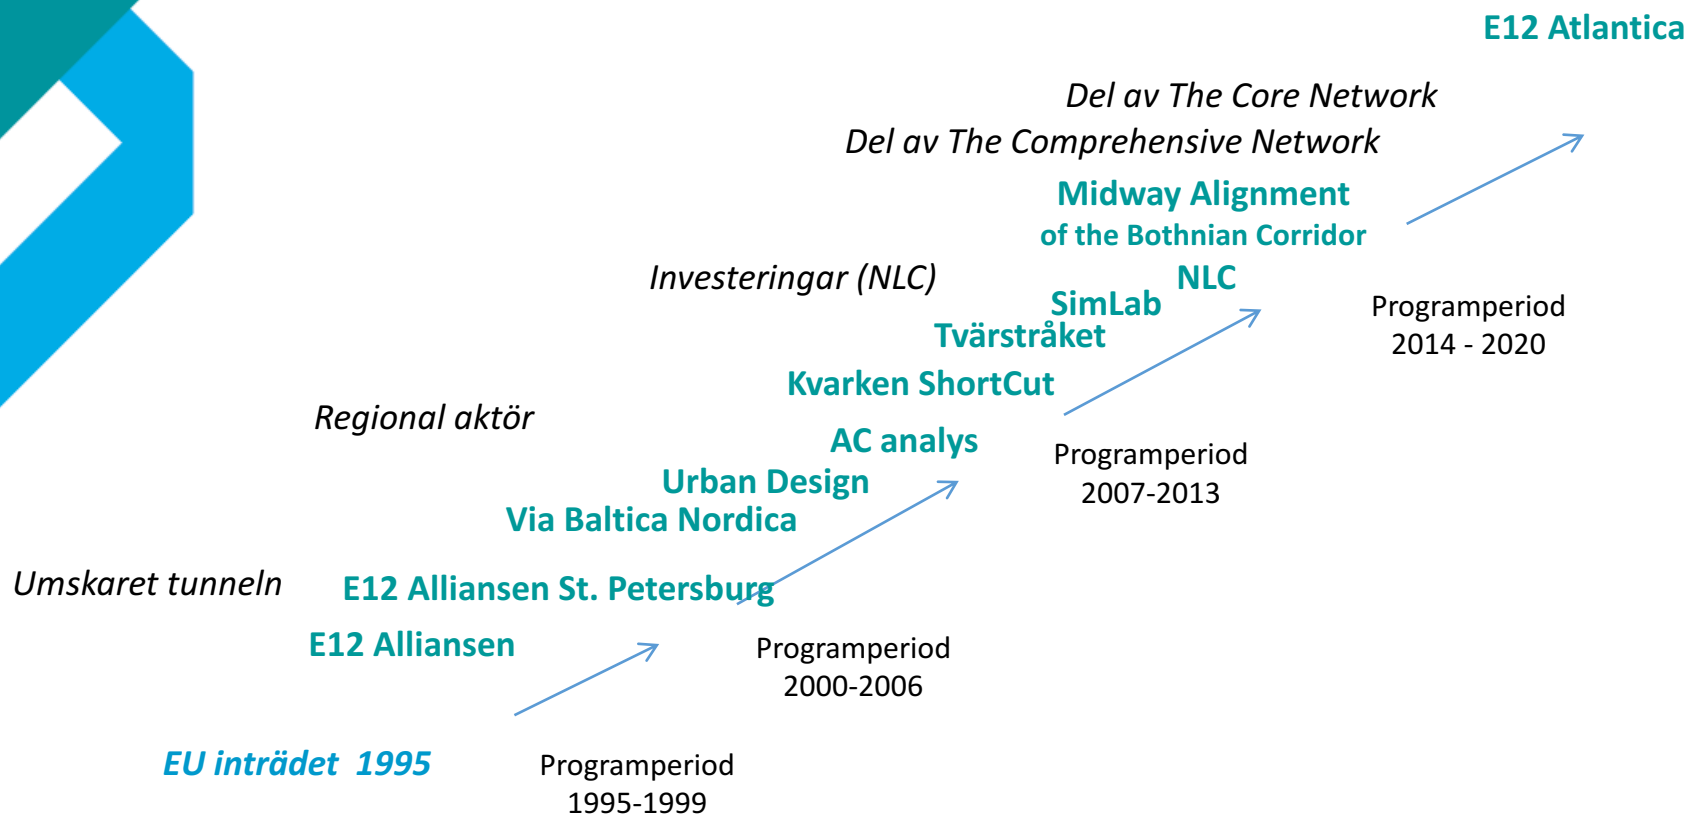 E12 Atlantica
Del av The Core Network
Del av The Comprehensive Network
Midway Alignment
of the Bothnian Corridor
Investeringar (NLC)
NLC
SimLab
Programperiod
2014 - 2020
Tvärstråket
Kvarken ShortCut
Regional aktör
AC analys
Programperiod
2007-2013
Urban Design
Via Baltica Nordica
Umskaret tunneln
E12 Alliansen St. Petersburg
E12 Alliansen
Programperiod
2000-2006
EU inträdet 1995
Programperiod
1995-1999